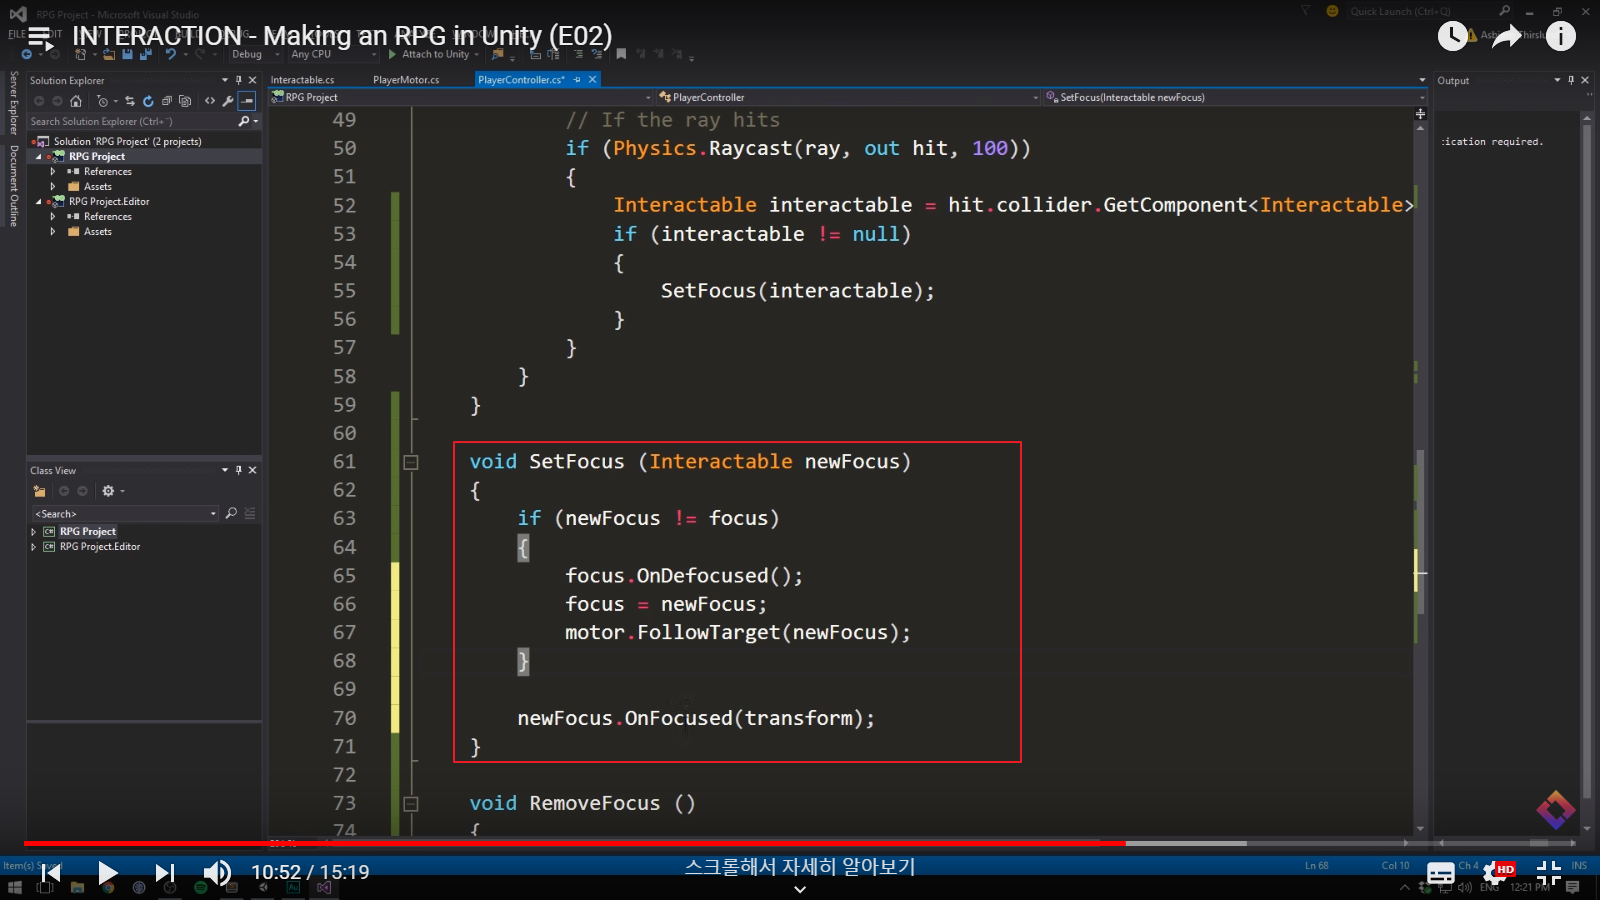 RPG Project - Microsoft Visual Studio
Quick Launch (Ctrl+Q)
INTERACTION - Making an RPG in Unity (E02)
FILE
Debug
Any CPU
Attach to Unity
Server Explorer
Document Outline
Solution Explorer
Search Solution Explorer (Ctrl+¨)
Solution 'RPG Project' (2 projects)
RPG Project
References
Assets
RPG Project.Editor
References
Assets
Class View
<Search>
RPG Project
RPG Project.Editor
Interactable.cs
PlayerMotor.cs
PlayerController.cs*
RPG Project
PlayerController
SetFocus(Interactable newFocus)
49 // If the ray hits
50 if (Physics.Raycast(ray, out hit, 100))
51 {
52 Interactable interactable = hit.collider.GetComponent<Interactable>
53 if (interactable != null)
54 {
55 SetFocus(interactable);
56 }
57 }
58 }
59 }
60
61 void SetFocus (Interactable newFocus)
62 {
63 if (newFocus != focus)
64 {
65 focus.OnDefocused();
66 focus = newFocus;
67 motor.FollowTarget(newFocus);
68 }
69
70 newFocus.OnFocused(transform);
71 }
72
73 void RemoveFocus ()
74 {
Output
ication required.
Item(s) Saved
10:52 / 15:19
스크롤해서 자세히 알아보기
Ln 68
Col 10
Ch 4
HD
INS
ENG
12:21 PM